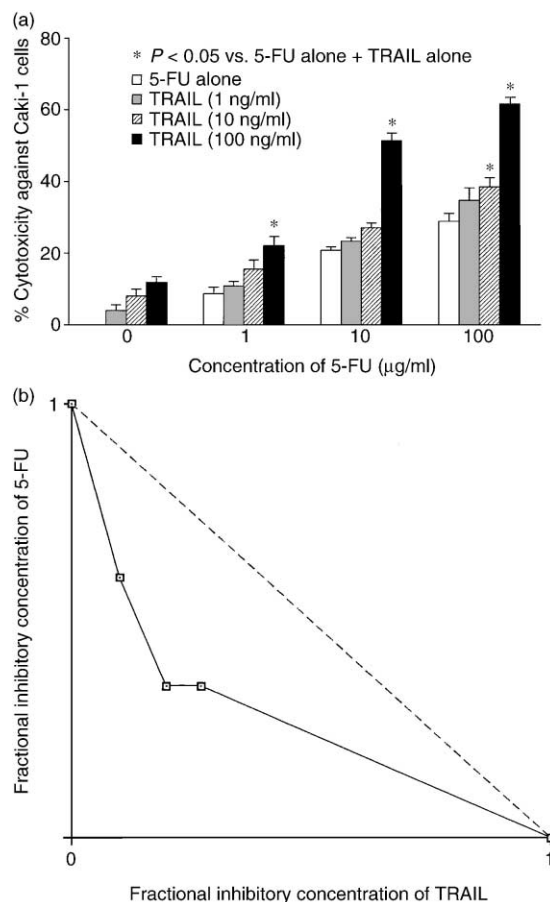 (a)
% Cytotoxicity against Caki-1 cells
80
60
40
20
0
* P < 0.05 vs. 5-FU alone + TRAIL alone
5-FU alone
TRAIL (1 ng/ml)
TRAIL (10 ng/ml)
TRAIL (100 ng/ml)
*
*
*
*
0 1 10 100
Concentration of 5-FU (µg/ml)
(b)
Fractional inhibitory concentration of 5-FU
1
0 1
Fractional inhibitory concentration of TRAIL